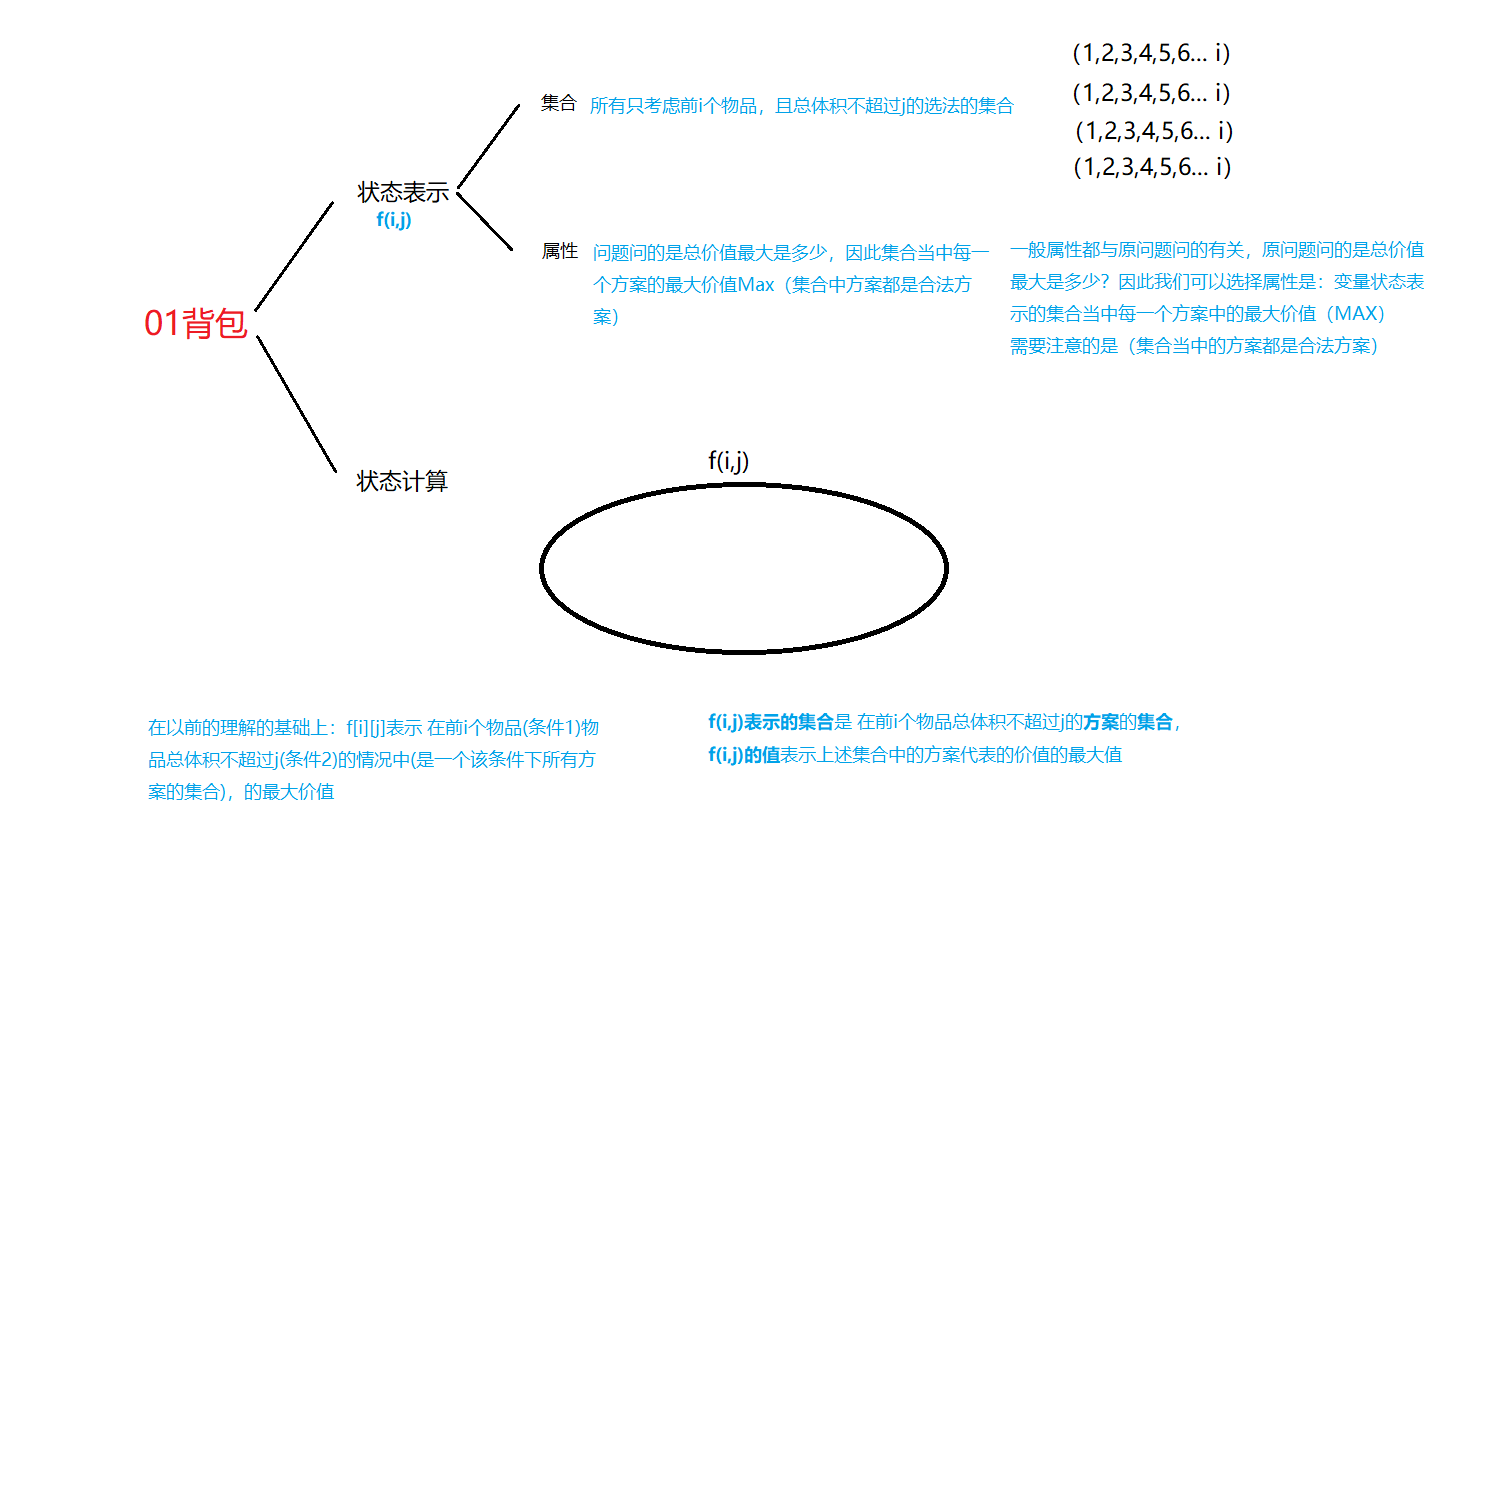 (1,2,3,4,5,6... i)
(1,2,3,4,5,6... i)
(1,2,3,4,5,6... i)
(1,2,3,4,5,6... i)
集合 所有只考虑前i个物品，且总体积不超过j的选法的集合
状态表示
f(i,j)
属性 问题问的是总价值最大是多少，因此集合当中每一
个方案的最大价值Max（集合中方案都是合法方
案）
一般属性都与原问题问的有关，原问题问的是总价值
最大是多少？因此我们可以选择属性是：变量状态表
示的集合当中每一个方案中的最大价值（MAX）
需要注意的是（集合当中的方案都是合法方案）
01背包
状态计算
f(i,j)
在以前的理解的基础上：f[i][j]表示 在前i个物品(条件1)物
品总体积不超过j(条件2)的情况中(是一个该条件下所有方
案的集合)，的最大价值
f(i,j)表示的集合是 在前i个物品总体积不超过j的方案的集合，
f(i,j)的值表示上述集合中的方案代表的价值的最大值